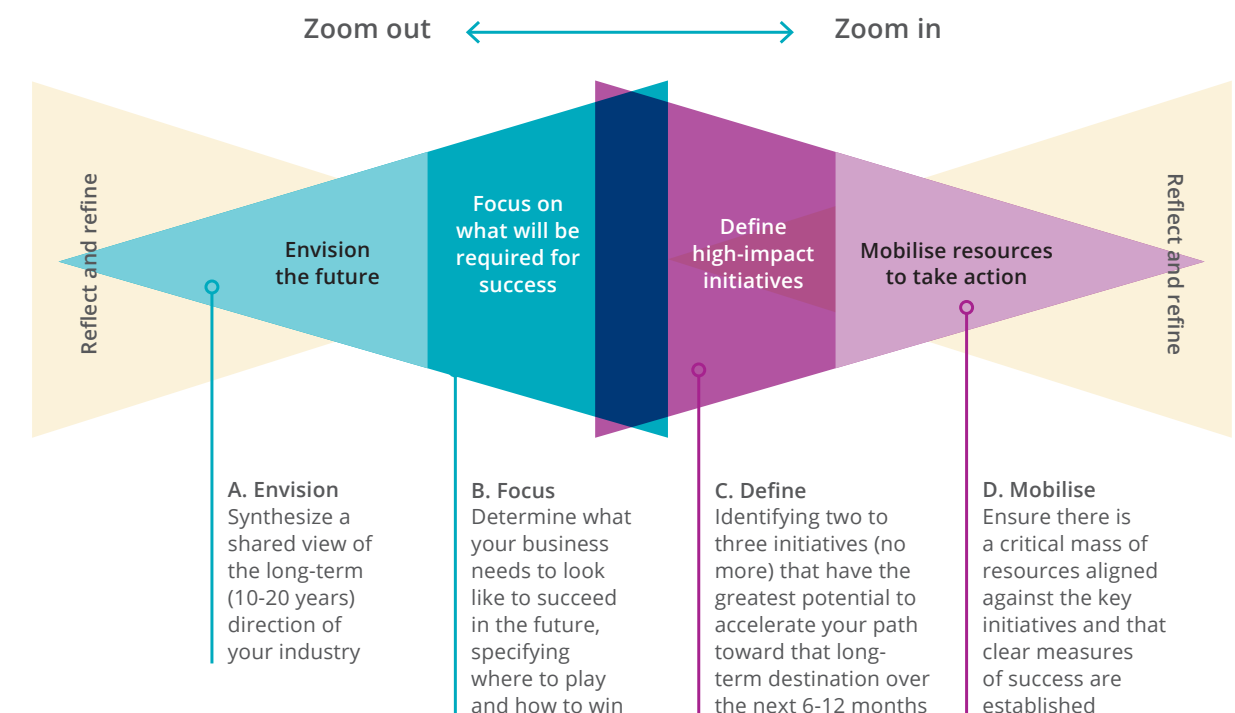 Zoom out
Zoom in
Reflect and refine
Envision
the future
Focus on
what will be
required for
success
Define
high-impact
initiatives
Mobilise resources
to take action
Reflect and refine
A. Envision
Synthesize a
shared view of
the long-term
(10-20 years)
direction of
your industry
B. Focus
Determine what
your business
needs to look
like to succeed
in the future,
specifying
where to play
and how to win
C. Define
Identifying two to
three initiatives (no
more) that have the
greatest potential to
accelerate your path
toward that long-
term destination over
the next 6-12 months
D. Mobilise
Ensure there is
a critical mass of
resources aligned
against the key
initiatives and that
clear measures
of success are
established